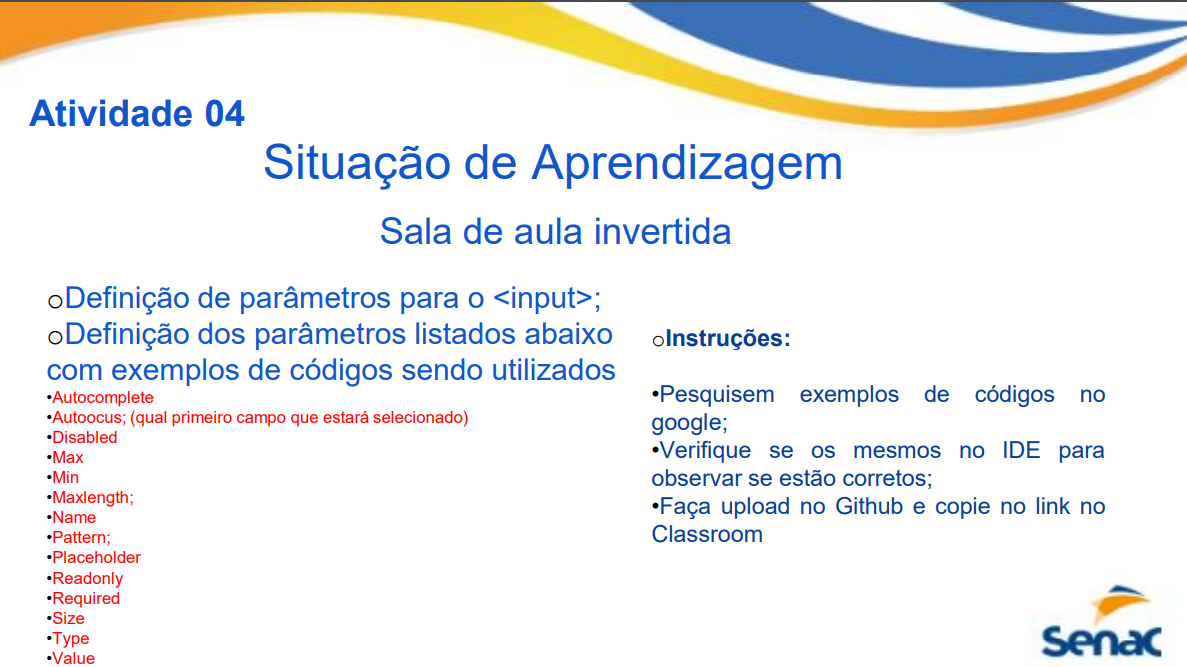 Atividade 04
Situação de Aprendizagem
Sala de aula invertida
oDefinição de parâmetros para o <input>;
oDefinição dos parâmetros listados abaixo
com exemplos de códigos sendo utilizados
•Autocomplete
•Autoocus; (qual primeiro campo que estará selecionado)
•Disabled
•Max
•Min
•Maxlength;
•Name
•Pattern;
•Placeholder
•Readonly
•Required
•Size
•Type
•Value
oInstruções:
•Pesquisem exemplos de códigos no
google;
•Verifique se os mesmos no IDE para
observar se estão corretos;
•Faça upload no Github e copie no link no
Classroom
Senac